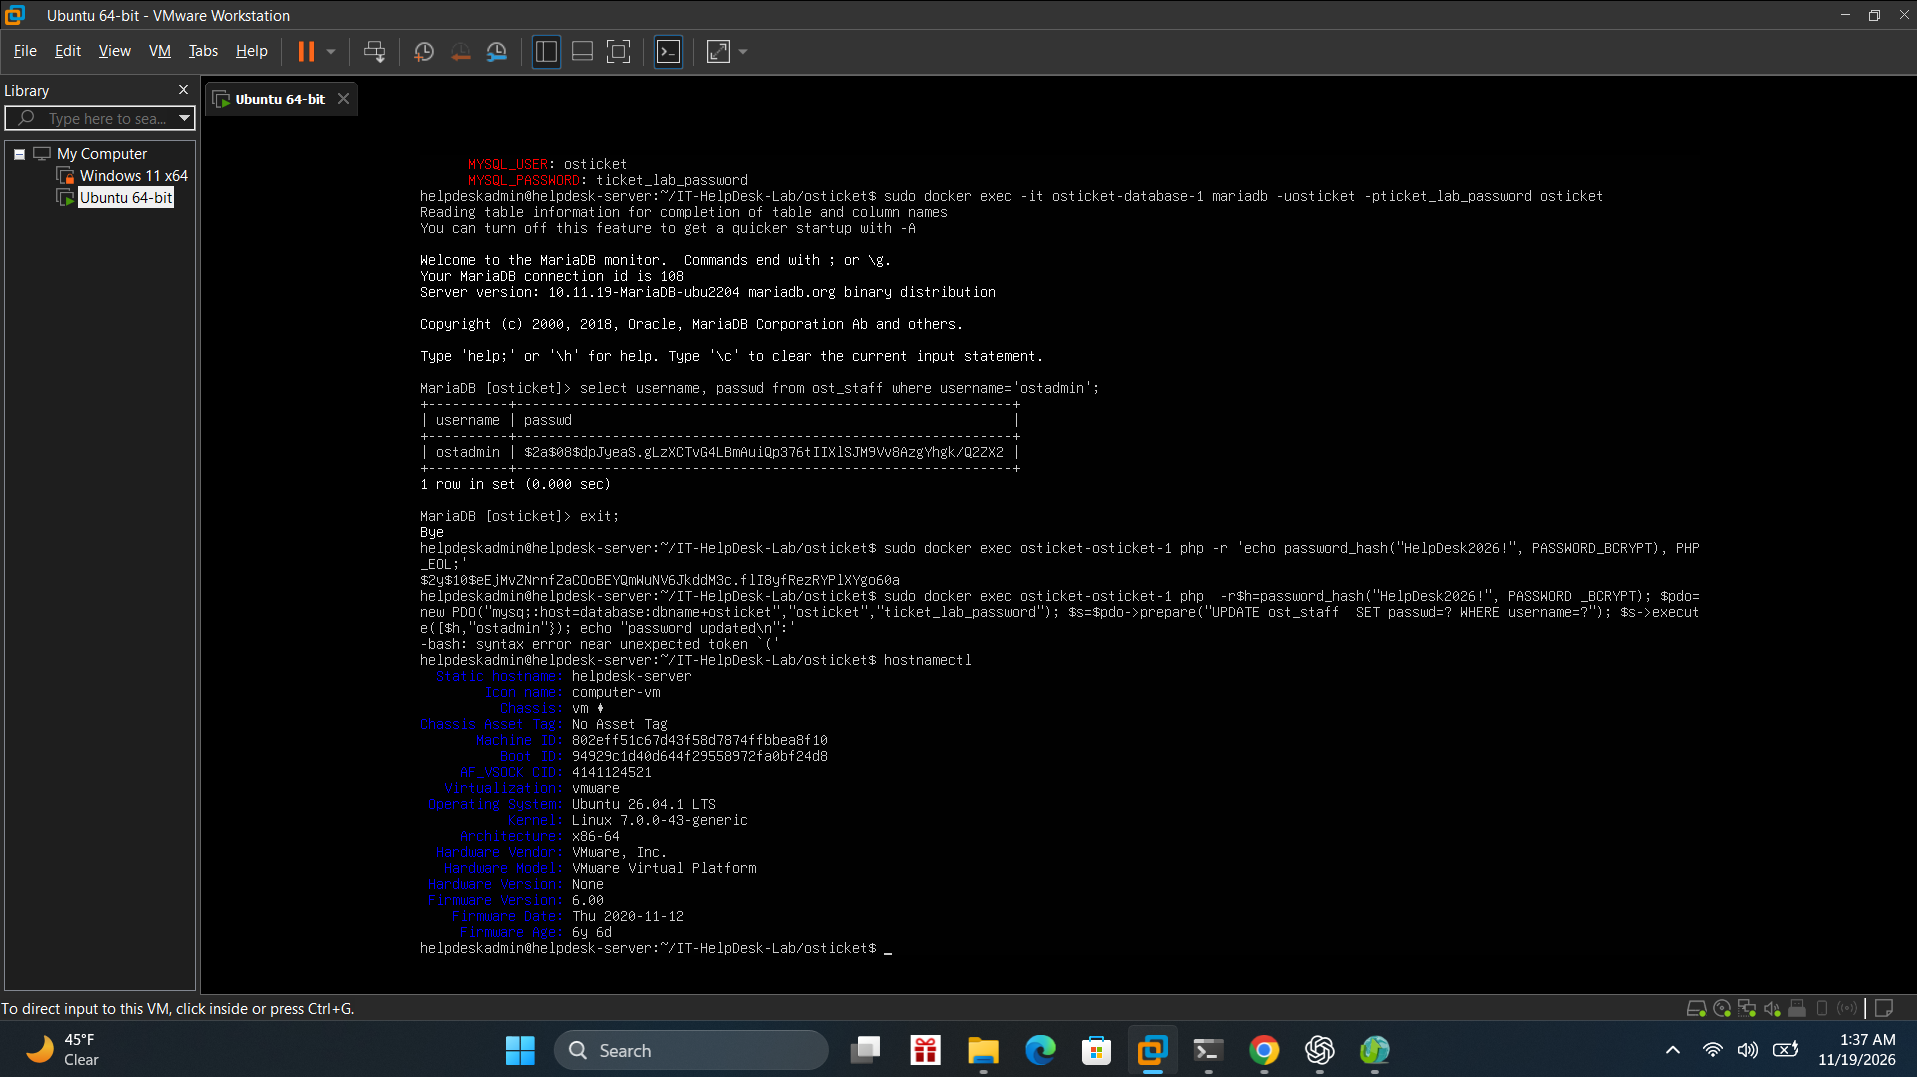 Ubuntu 64-bit - VMware Workstation
File Edit View VM Tabs Help
Library
Type here to sea...
My Computer
Windows 11 x64
Ubuntu 64-bit
Ubuntu 64-bit
MYSQL_USER: osticket
MYSQL_PASSWORD: ticket_lab_password
helpdeskadmin@helpdesk-server:~/IT-HelpDesk-Lab/osticket$ sudo docker exec -it osticket-database-1 mariadb -uosticket -pticket_lab_password osticket
Reading table information for completion of table and column names
You can turn off this feature to get a quicker startup with -A
Welcome to the MariaDB monitor.  Commands end with ; or \g.
Your MariaDB connection id is 108
Server version: 10.11.19-MariaDB-ubu2204 mariadb.org binary distribution
Copyright (c) 2000, 2018, Oracle, MariaDB Corporation Ab and others.
Type 'help;' or '\h' for help. Type '\c' to clear the current input statement.
MariaDB [osticket]> select username, passwd from ost_staff where username='ostadmin';
+----------+--------------------------------------------------------------+
| username | passwd                                                       |
+----------+--------------------------------------------------------------+
| ostadmin | $2a$08$dpJyeaS.gLzXCTvG4LBmAuiQp376tIIXlSJM9Vv8AzgYhgk/Q2ZX2 |
+----------+--------------------------------------------------------------+
1 row in set (0.000 sec)
MariaDB [osticket]> exit;
Bye
helpdeskadmin@helpdesk-server:~/IT-HelpDesk-Lab/osticket$ sudo docker exec osticket-osticket-1 php -r 'echo password_hash("HelpDesk2026!", PASSWORD_BCRYPT), PHP
_EOL;'
$2y$10$eEjMvZNrnfZaCOoBEYQmWuNV6JkddM3c.flI8yfRezRYPlXYgo60a
helpdeskadmin@helpdesk-server:~/IT-HelpDesk-Lab/osticket$ sudo docker exec osticket-osticket-1 php  -r$h=password_hash("HelpDesk2026!", PASSWORD _BCRYPT); $pdo=
new PDO("mysq;:host=database:dbname+osticket","osticket","ticket_lab_password"); $s=$pdo->prepare("UPDATE ost_staff  SET passwd=? WHERE username=?"); $s->execut
e([$h,"ostadmin"}); echo "password updated\n":'
-bash: syntax error near unexpected token `('
helpdeskadmin@helpdesk-server:~/IT-HelpDesk-Lab/osticket$ hostnamectl
Static hostname: helpdesk-server
Icon name: computer-vm
Chassis: vm
Chassis Asset Tag: No Asset Tag
Machine ID: 802eff51c67d43f58d7874ffbbea8f10
Boot ID: 94929c1d40d644f29558972fa0bf24d8
AF_VSOCK CID: 4141124521
Virtualization: vmware
Operating System: Ubuntu 26.04.1 LTS
Kernel: Linux 7.0.0-43-generic
Architecture: x86-64
Hardware Vendor: VMware, Inc.
Hardware Model: VMware Virtual Platform
Hardware Version: None
Firmware Version: 6.00
Firmware Date: Thu 2020-11-12
Firmware Age: 6y 6d
helpdeskadmin@helpdesk-server:~/IT-HelpDesk-Lab/osticket$ _
To direct input to this VM, click inside or press Ctrl+G.
45°F
Clear
Search
1:37 AM
11/19/2026